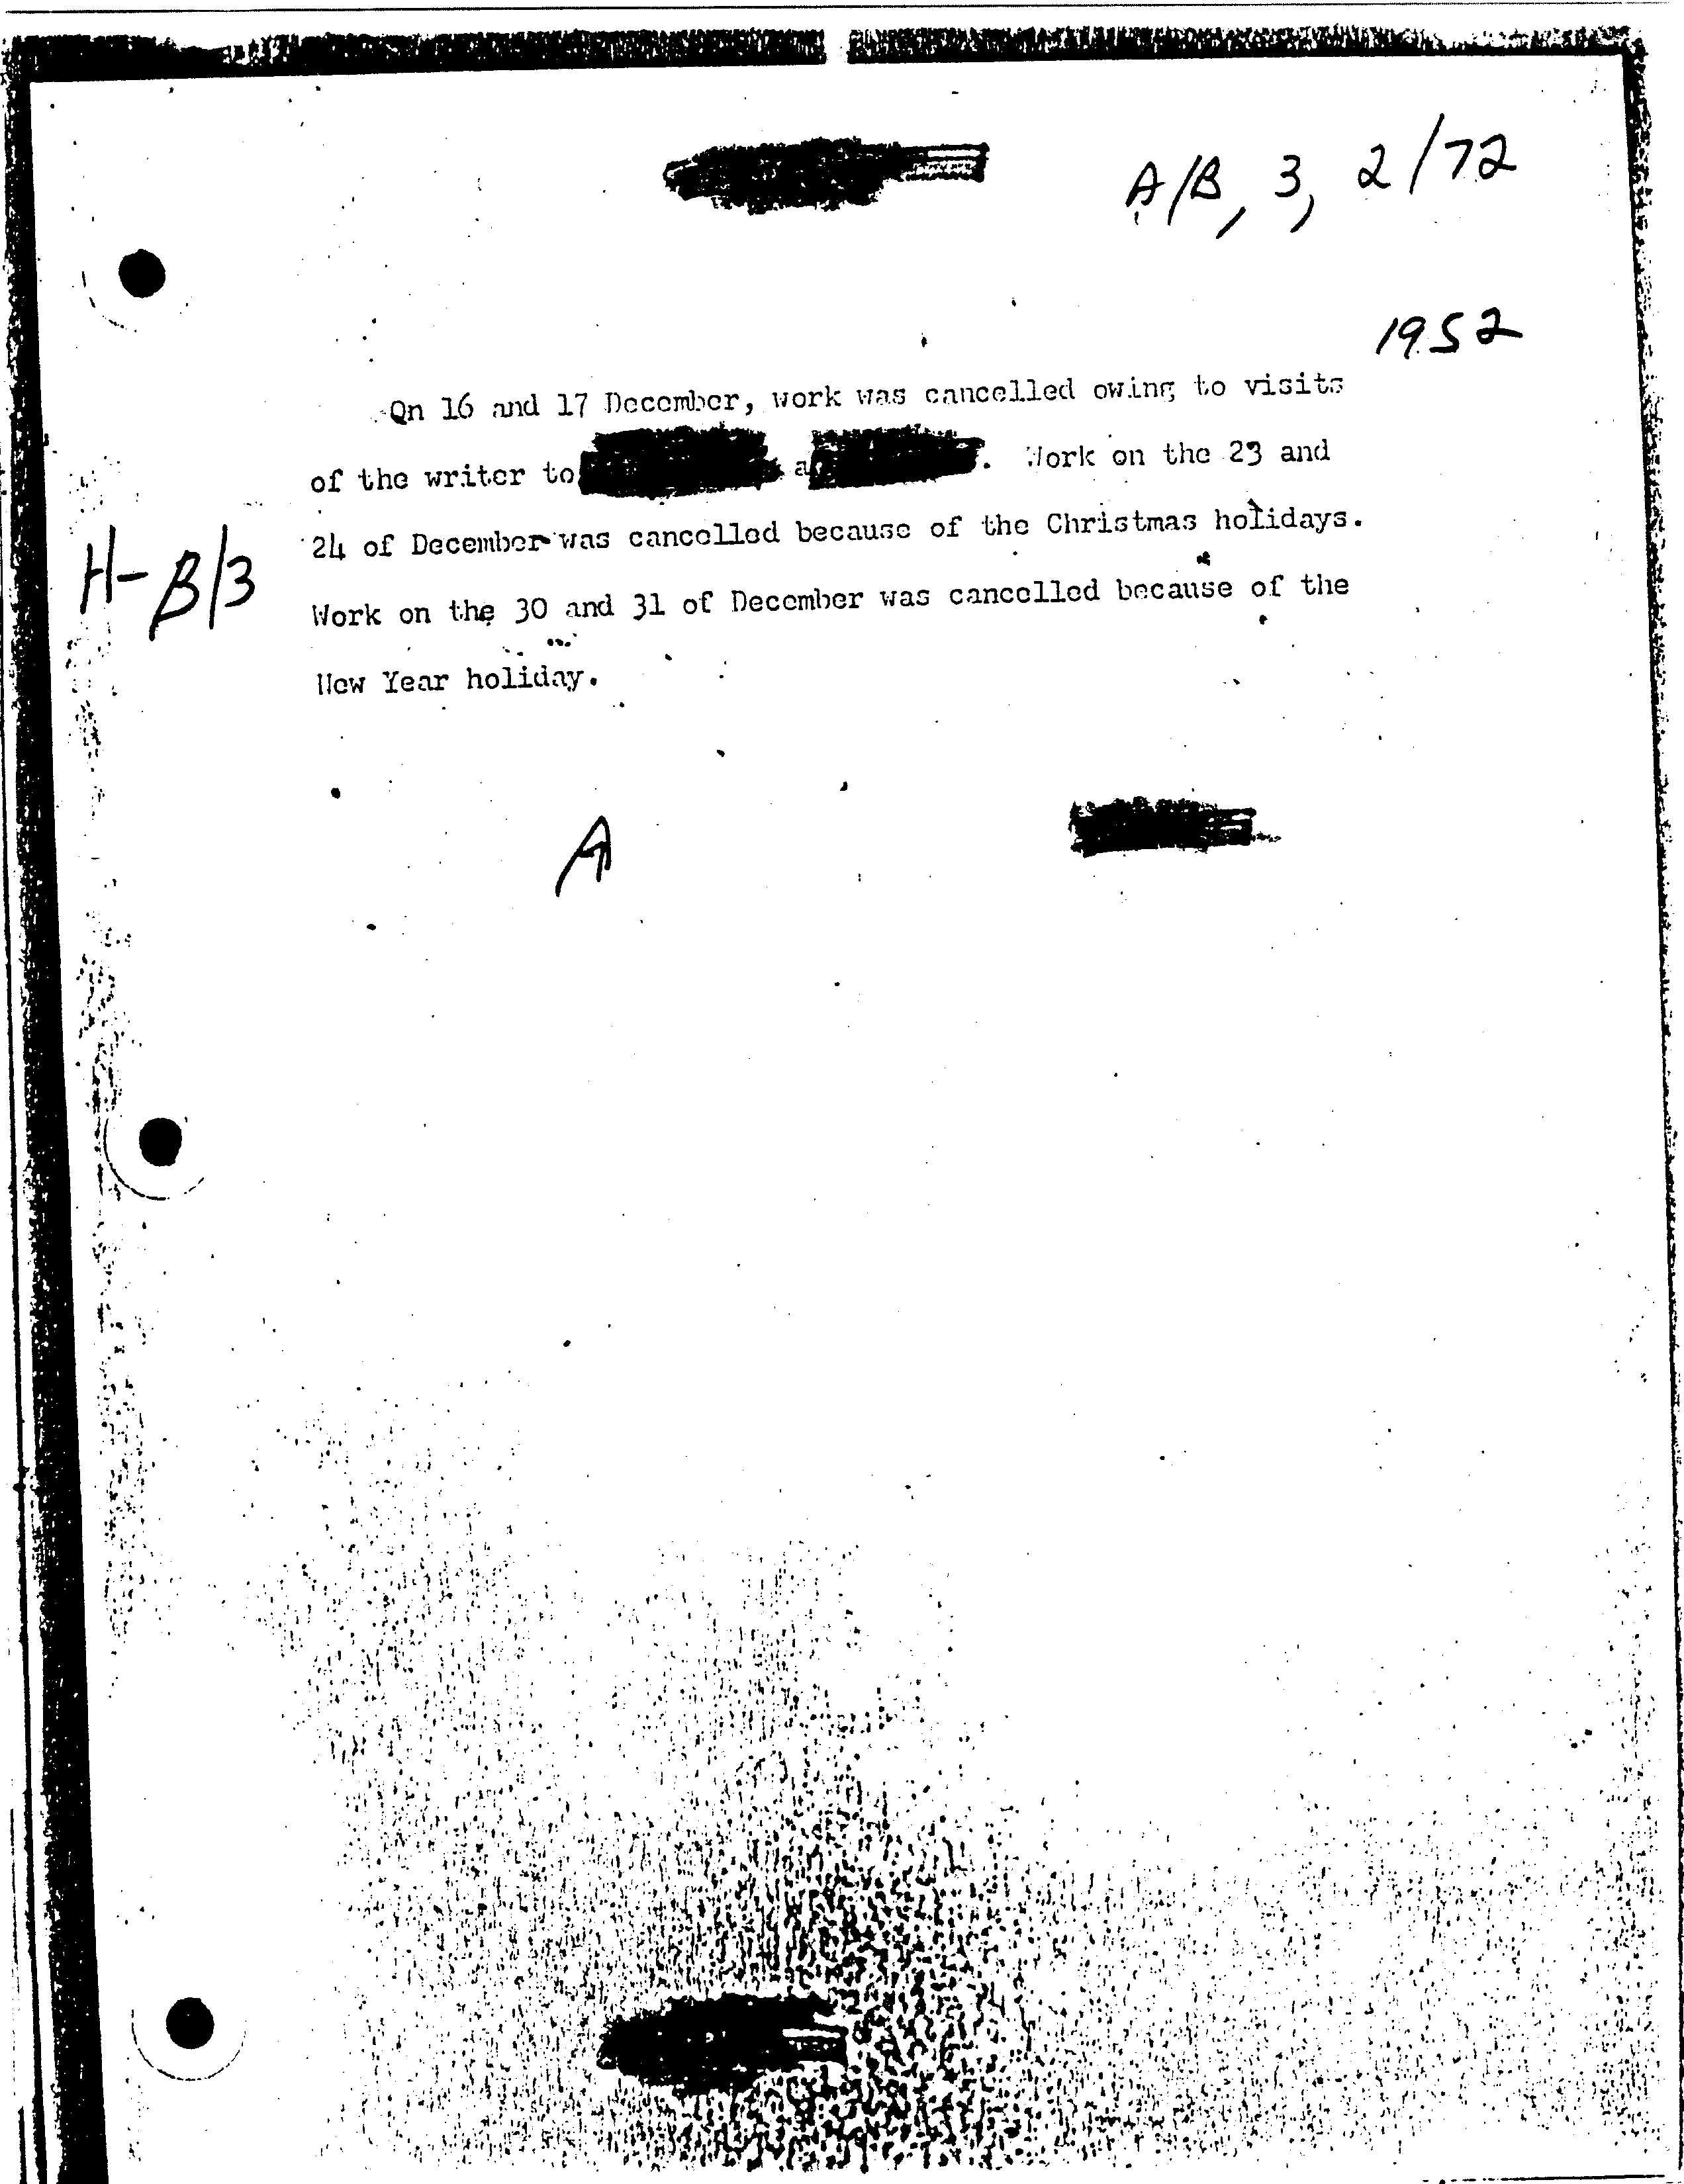 A/B, 3, 2/72
1952
On 16 and 17 December, work was cancelled owing to visits
of the writer to a . Work on the 23 and
24 of December was cancelled because of the Christmas holidays.
H-B/3
Work on the 30 and 31 of December was cancelled because of the
New Year holiday.
A